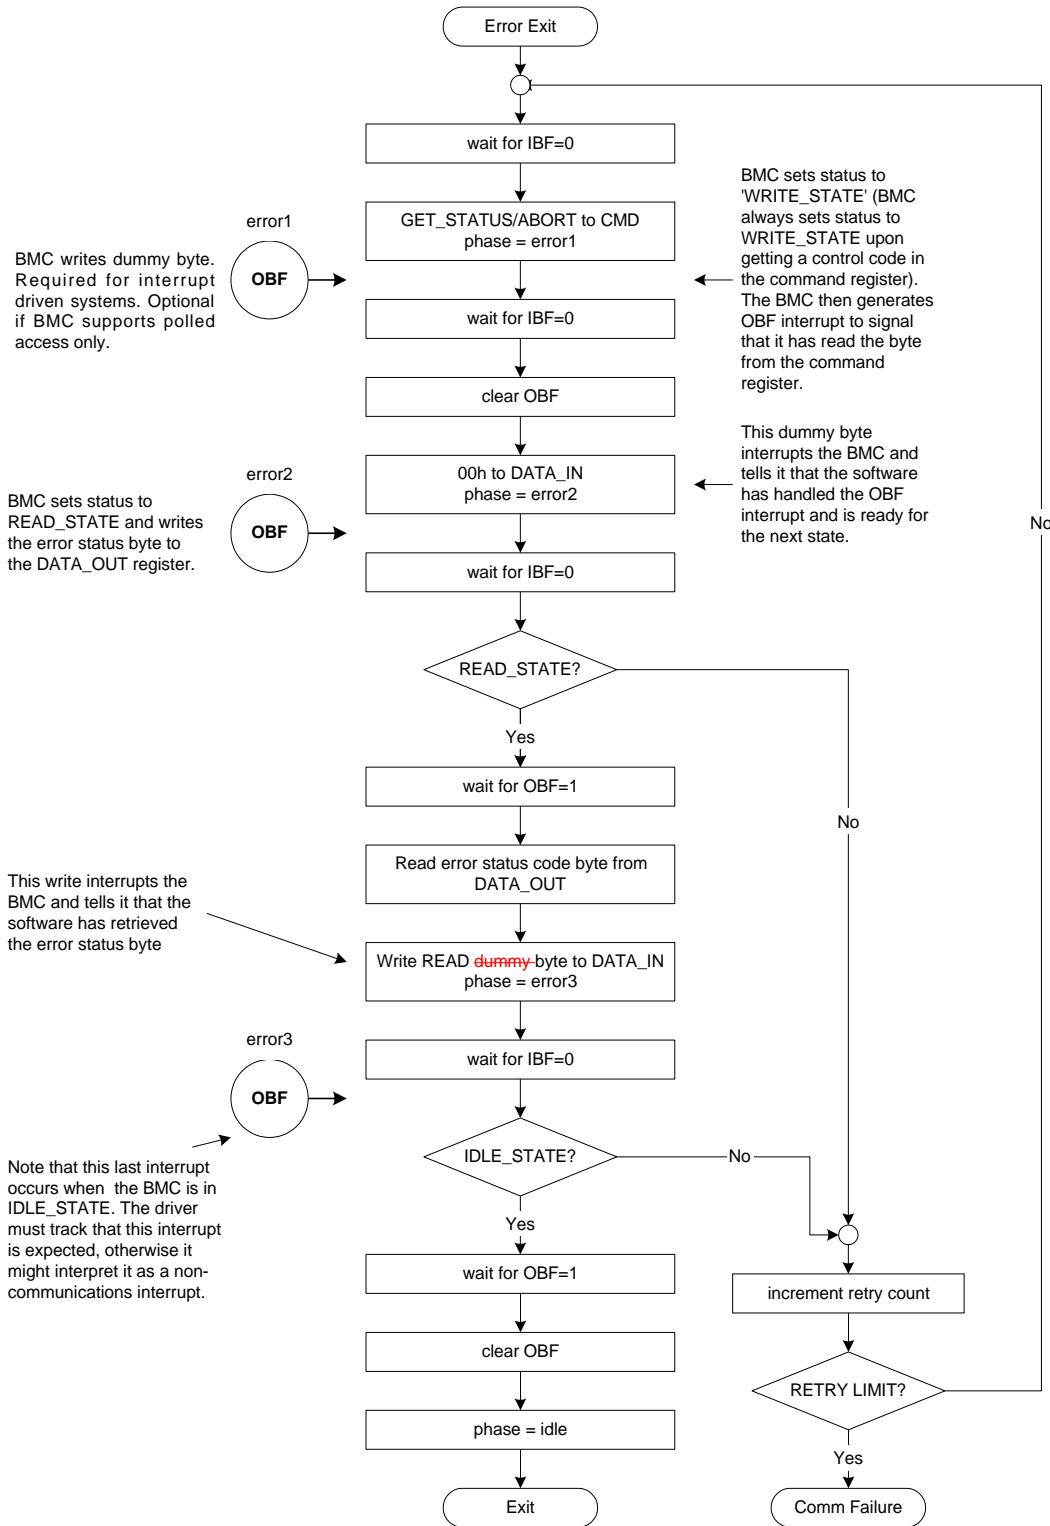 Error Exit
wait for IBF=0
BMC sets status to
'WRITE_STATE' (BMC
always sets status to
WRITE_STATE upon
getting a control code in
the command register).
The BMC then generates
OBF interrupt to signal
that it has read the byte
from the command
register.
error1
GET_STATUS/ABORT to CMD
phase = error1
BMC writes dummy byte.
Required for interrupt
driven systems. Optional
if BMC supports polled
access only.
OBF
wait for IBF=0
clear OBF
This dummy byte
interrupts the BMC and
tells it that the software
has handled the OBF
interrupt and is ready for
the next state.
error2
00h to DATA_IN
phase = error2
BMC sets status to
READ_STATE and writes
the error status byte to
the DATA_OUT register.
OBF
No
wait for IBF=0
READ_STATE?
Yes
wait for OBF=1
No
Read error status code byte from
DATA_OUT
This write interrupts the
BMC and tells it that the
software has retrieved
the error status byte
Write READ dummy byte to DATA_IN
phase = error3
error3
wait for IBF=0
OBF
IDLE_STATE?
No
Note that this last interrupt
occurs when the BMC is in
IDLE_STATE. The driver
must track that this interrupt
is expected, otherwise it
might interpret it as a non-
communications interrupt.
Yes
wait for OBF=1
increment retry count
clear OBF
RETRY LIMIT?
phase = idle
Yes
Exit
Comm Failure